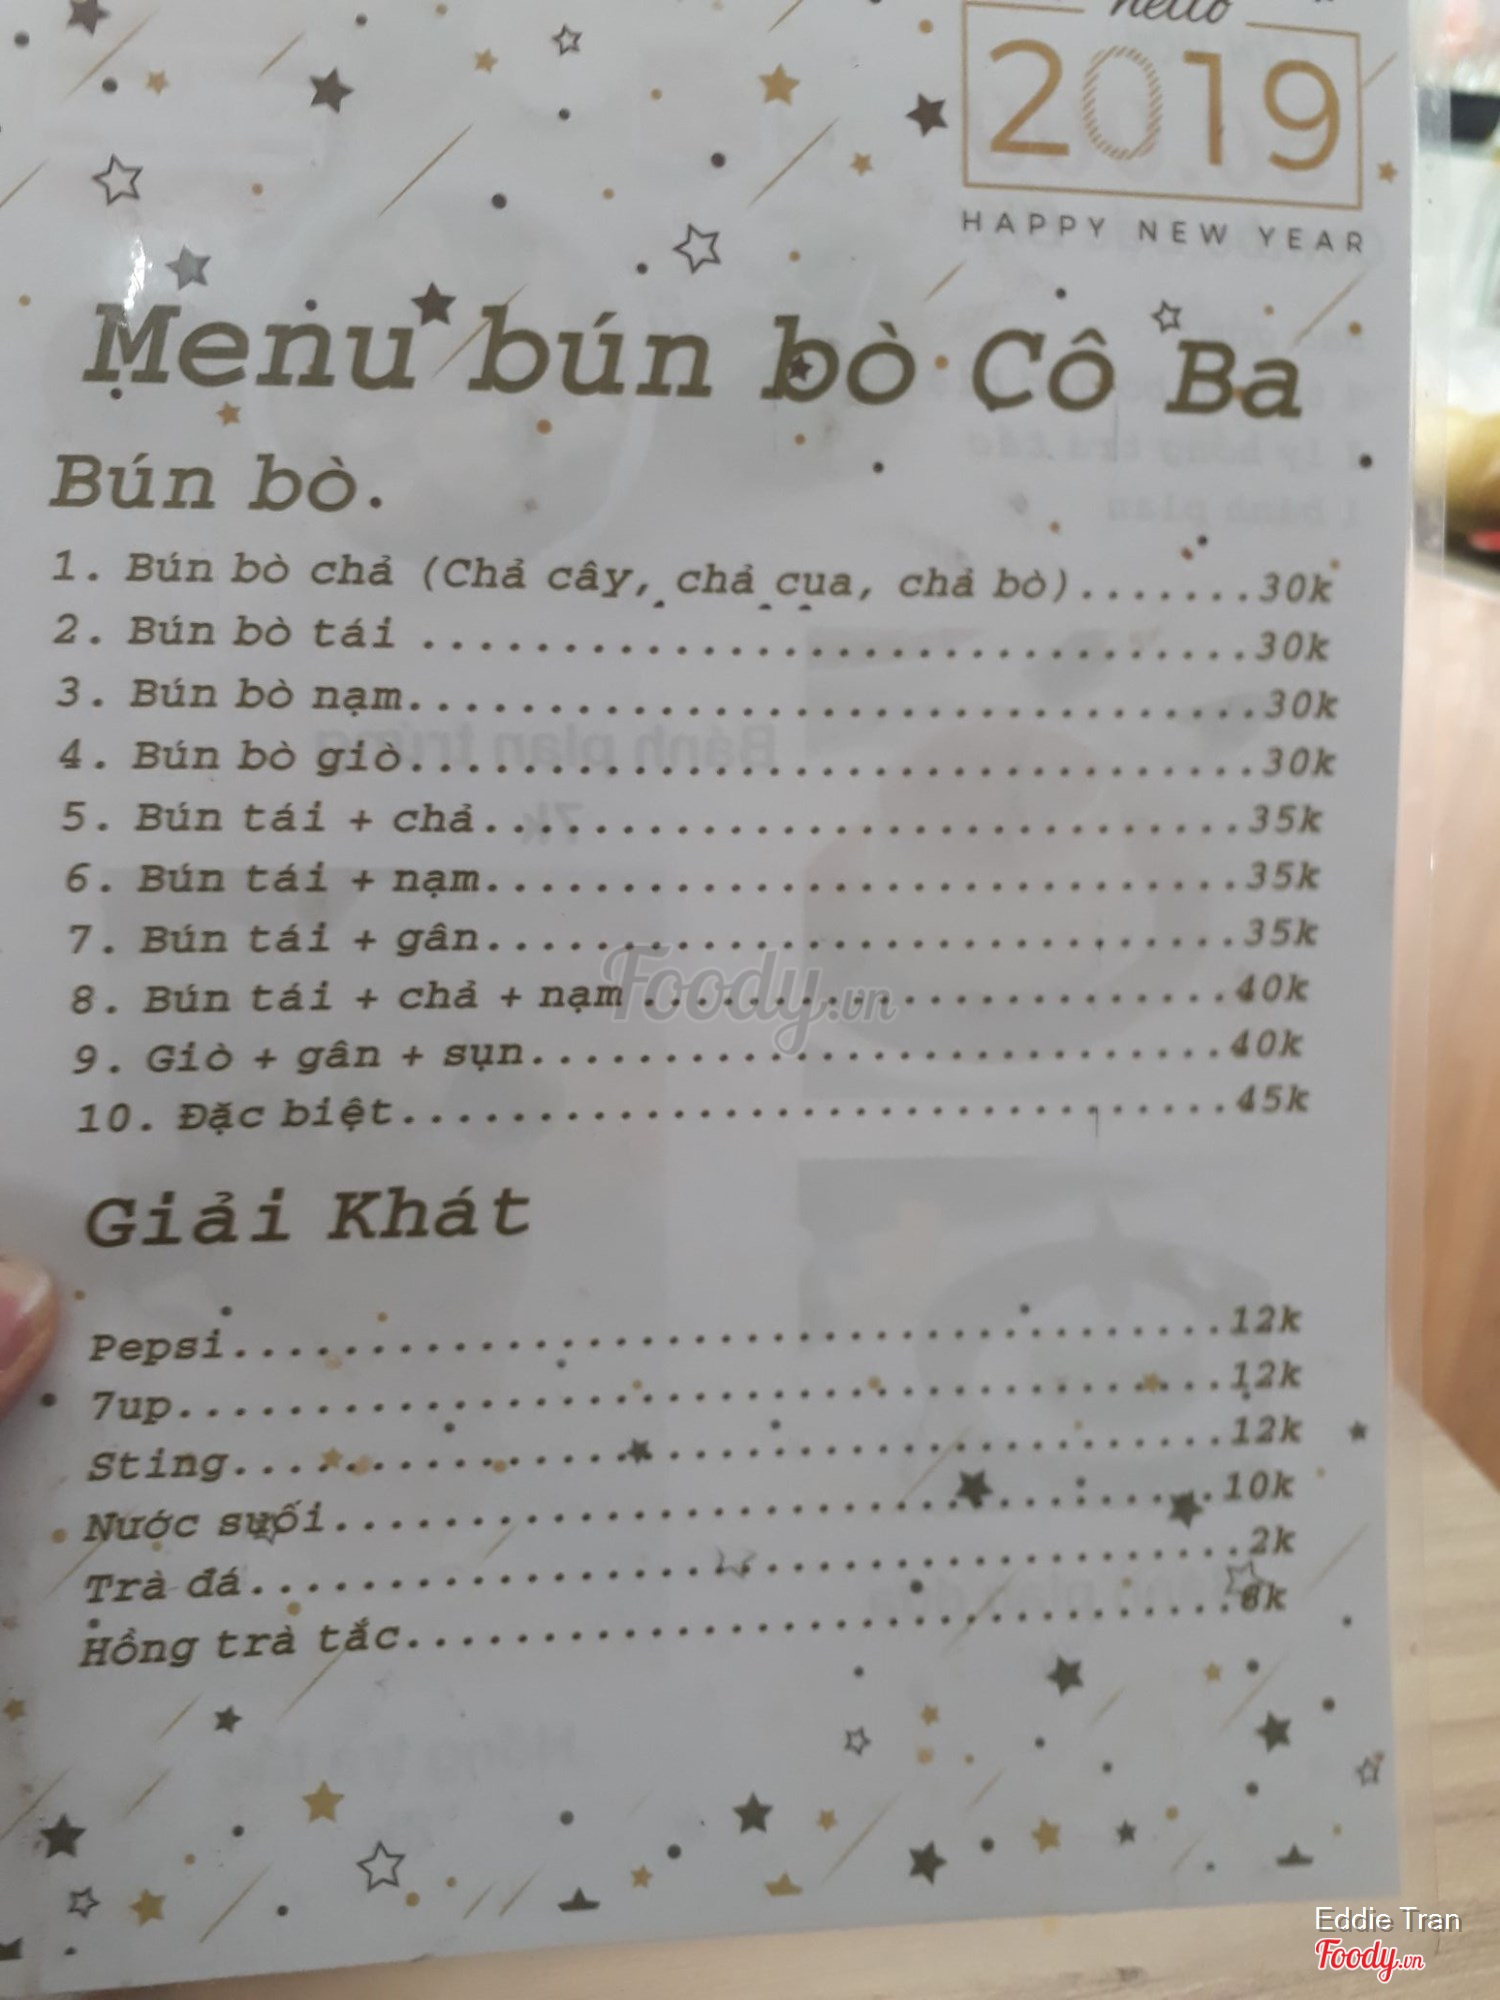 hello
2019
HAPPY NEW YEAR
Menu bún bò Cô Ba
Bún bò.
1. Bún bò chả (Chả cây, chả cua, chả bò).......30k
2. Bún bò tái ..............................30k
3. Bún bò nạm...............................30k
4. Bún bò giò...............................30k
5. Bún tái + chả............................35k
6. Bún tái + nạm............................35k
7. Bún tái + gân............................35k
8. Bún tái + chả + nạm .....................40k
9. Giò + gân + sụn..........................40k
10. Đặc biệt..............................45k
Giải Khát
Pepsi....................................12k
7up......................................12k
Sting....................................12k
Nước suối................................10k
Trà đá....................................2k
Hồng trà tắc..............................
Foody.vn
Eddie Tran
Foody.vn